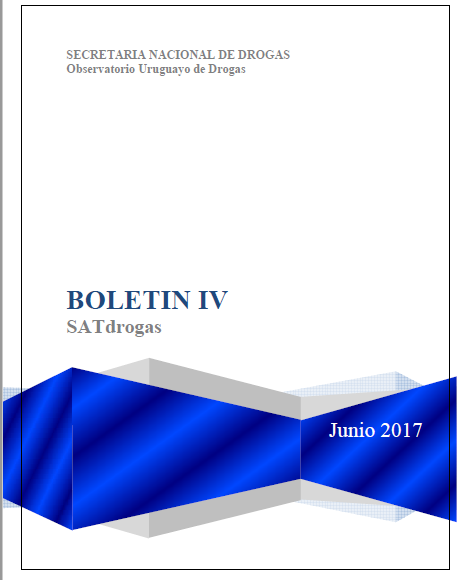 SECRETARIA NACIONAL DE DROGAS
Observatorio Uruguayo de Drogas
BOLETIN IV
SATdrogas
Junio 2017